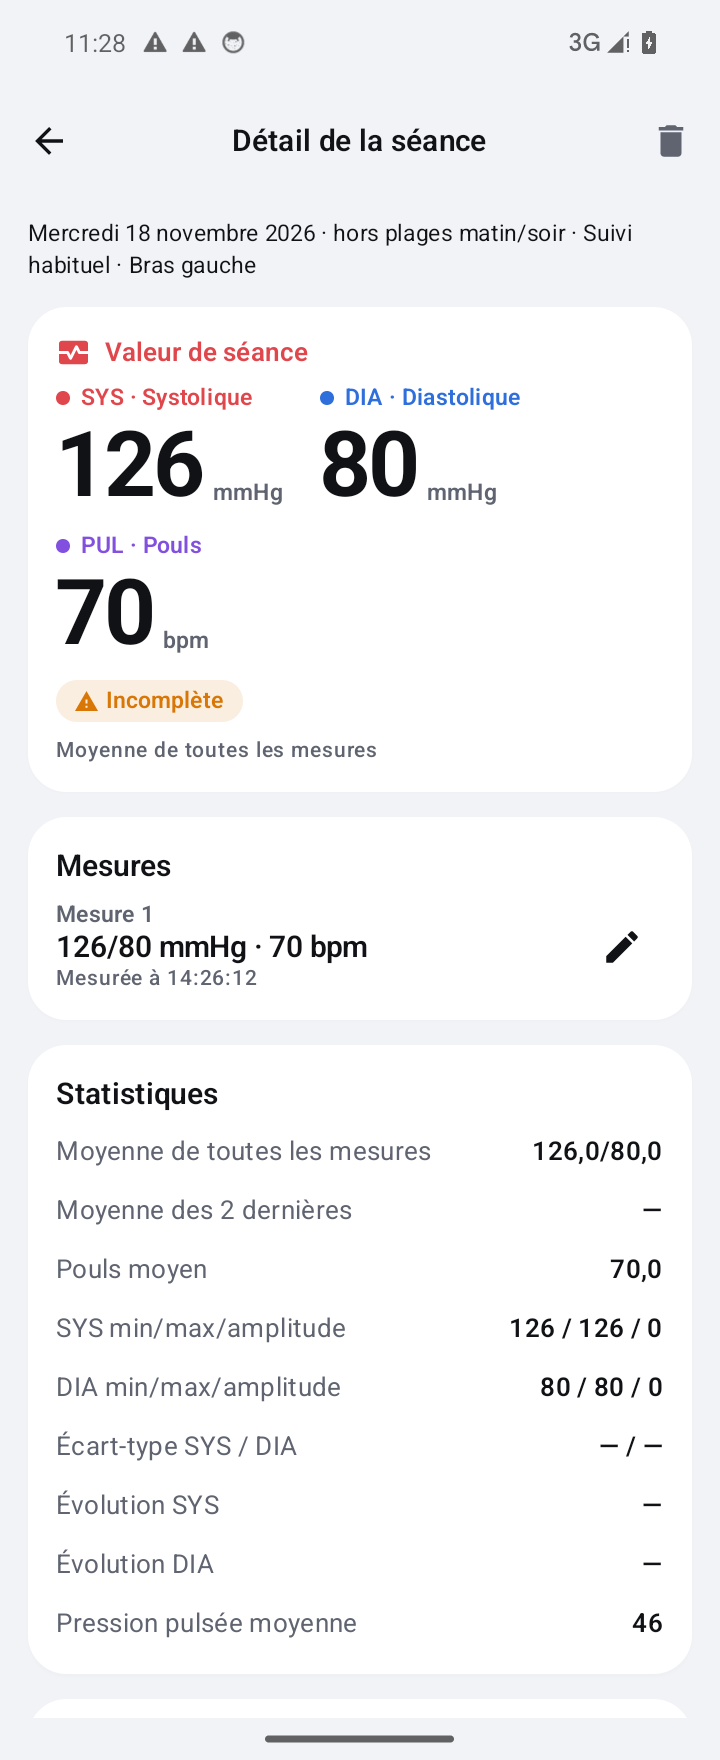 11:28
3G
Détail de la séance
Mercredi 18 novembre 2026 · hors plages matin/soir · Suivi
habituel · Bras gauche
Valeur de séance
SYS · Systolique
DIA · Diastolique
126 mmHg
80 mmHg
PUL · Pouls
70 bpm
Incomplète
Moyenne de toutes les mesures
Mesures
Mesure 1
126/80 mmHg · 70 bpm
Mesurée à 14:26:12
Statistiques
Moyenne de toutes les mesures 126,0/80,0
Moyenne des 2 dernières –
Pouls moyen 70,0
SYS min/max/amplitude 126 / 126 / 0
DIA min/max/amplitude 80 / 80 / 0
Écart-type SYS / DIA – / –
Évolution SYS –
Évolution DIA –
Pression pulsée moyenne 46